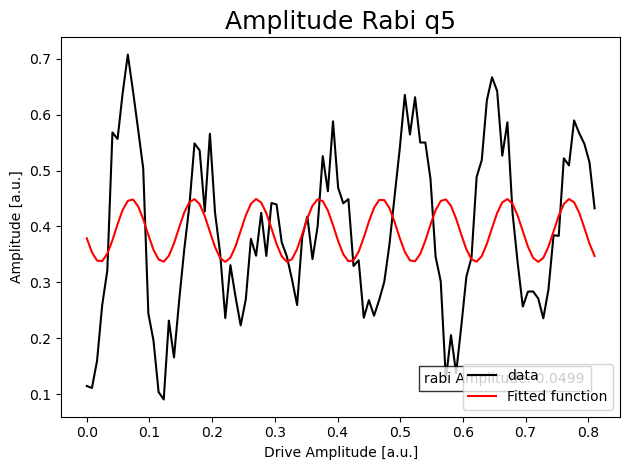 Amplitude Rabi q5
Amplitude [a.u.]
0.7
0.6
0.5
0.4
0.3
0.2
0.1
rabi Amplitude: 0.0499
data
Fitted function
0.0 0.1 0.2 0.3 0.4 0.5 0.6 0.7 0.8
Drive Amplitude [a.u.]